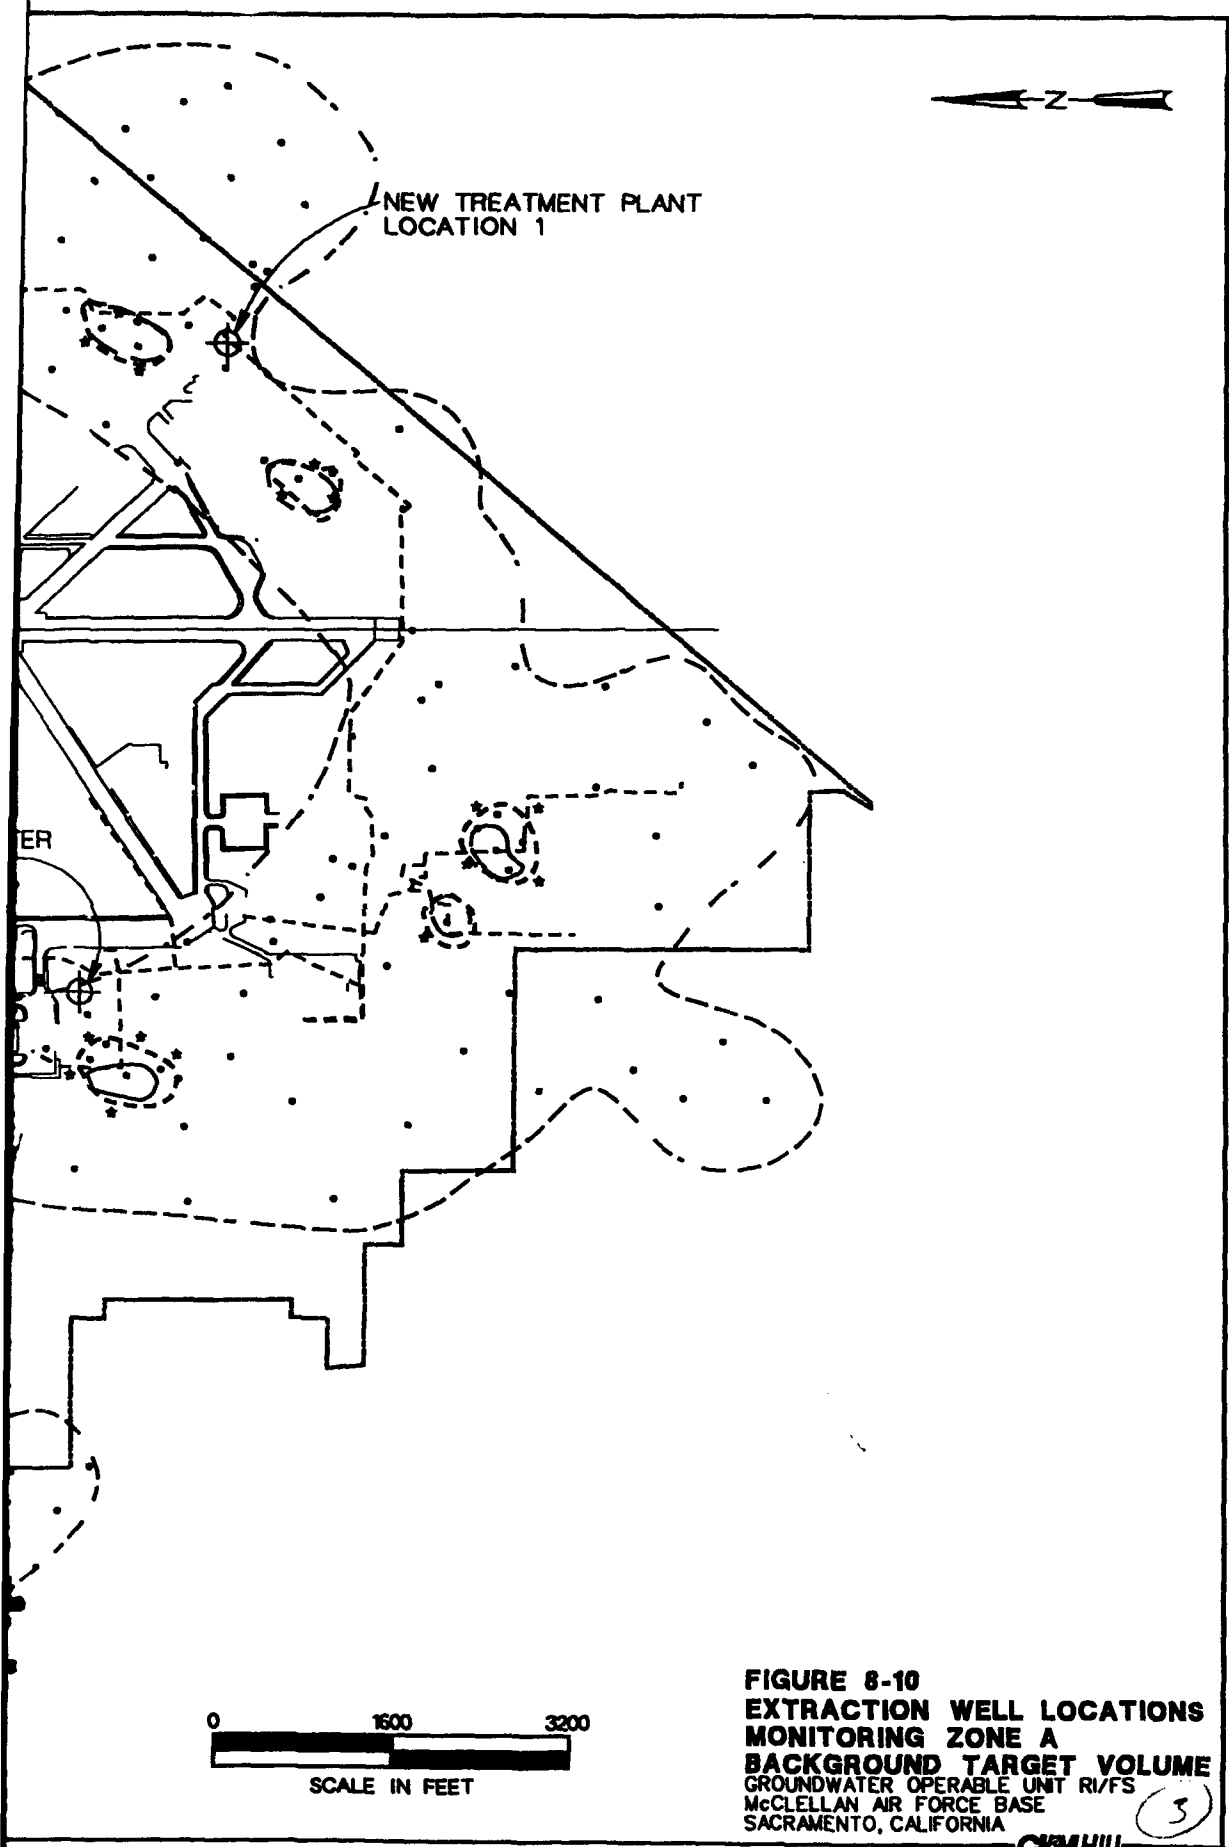 Z
NEW TREATMENT PLANT
LOCATION 1
ER
0 1600 3200
SCALE IN FEET
FIGURE 8-10
EXTRACTION WELL LOCATIONS
MONITORING ZONE A
BACKGROUND TARGET VOLUME
GROUNDWATER OPERABLE UNIT RI/FS
McCLELLAN AIR FORCE BASE
SACRAMENTO, CALIFORNIA
3